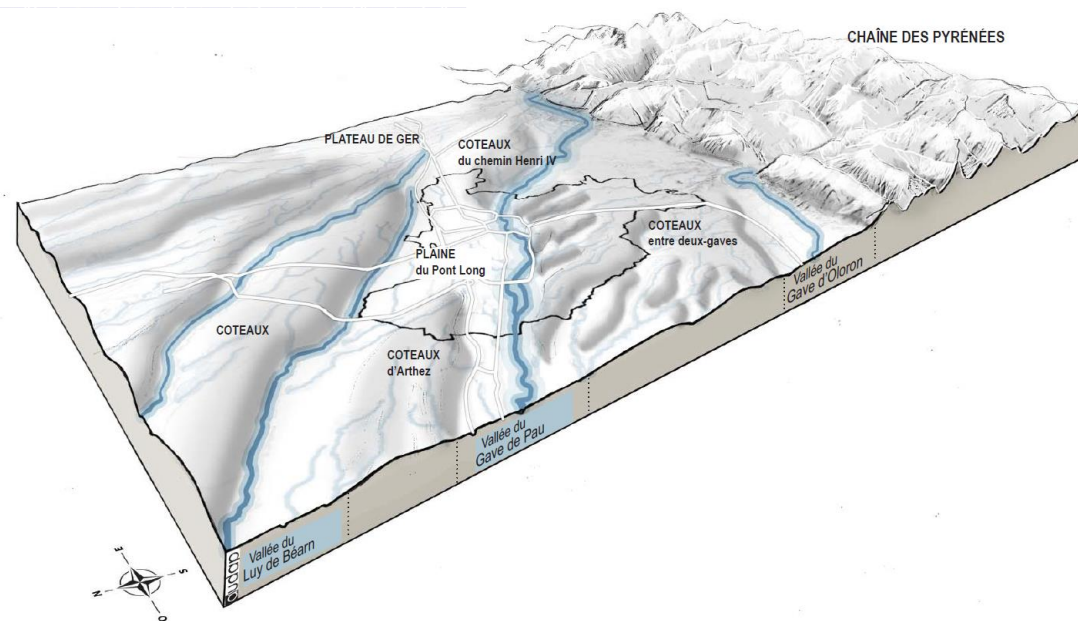 CHAÎNE DES PYRÉNÉES
PLATEAU DE GER
COTEAUX
du chemin Henri IV
COTEAUX
entre deux-gaves
PLAINE
du Pont Long
COTEAUX
COTEAUX
d'Arthez
Vallée du
Gave d'Oloron
Vallée du
Gave de Pau
Vallée du
Luy de Béarn
audap
E
S
N
O